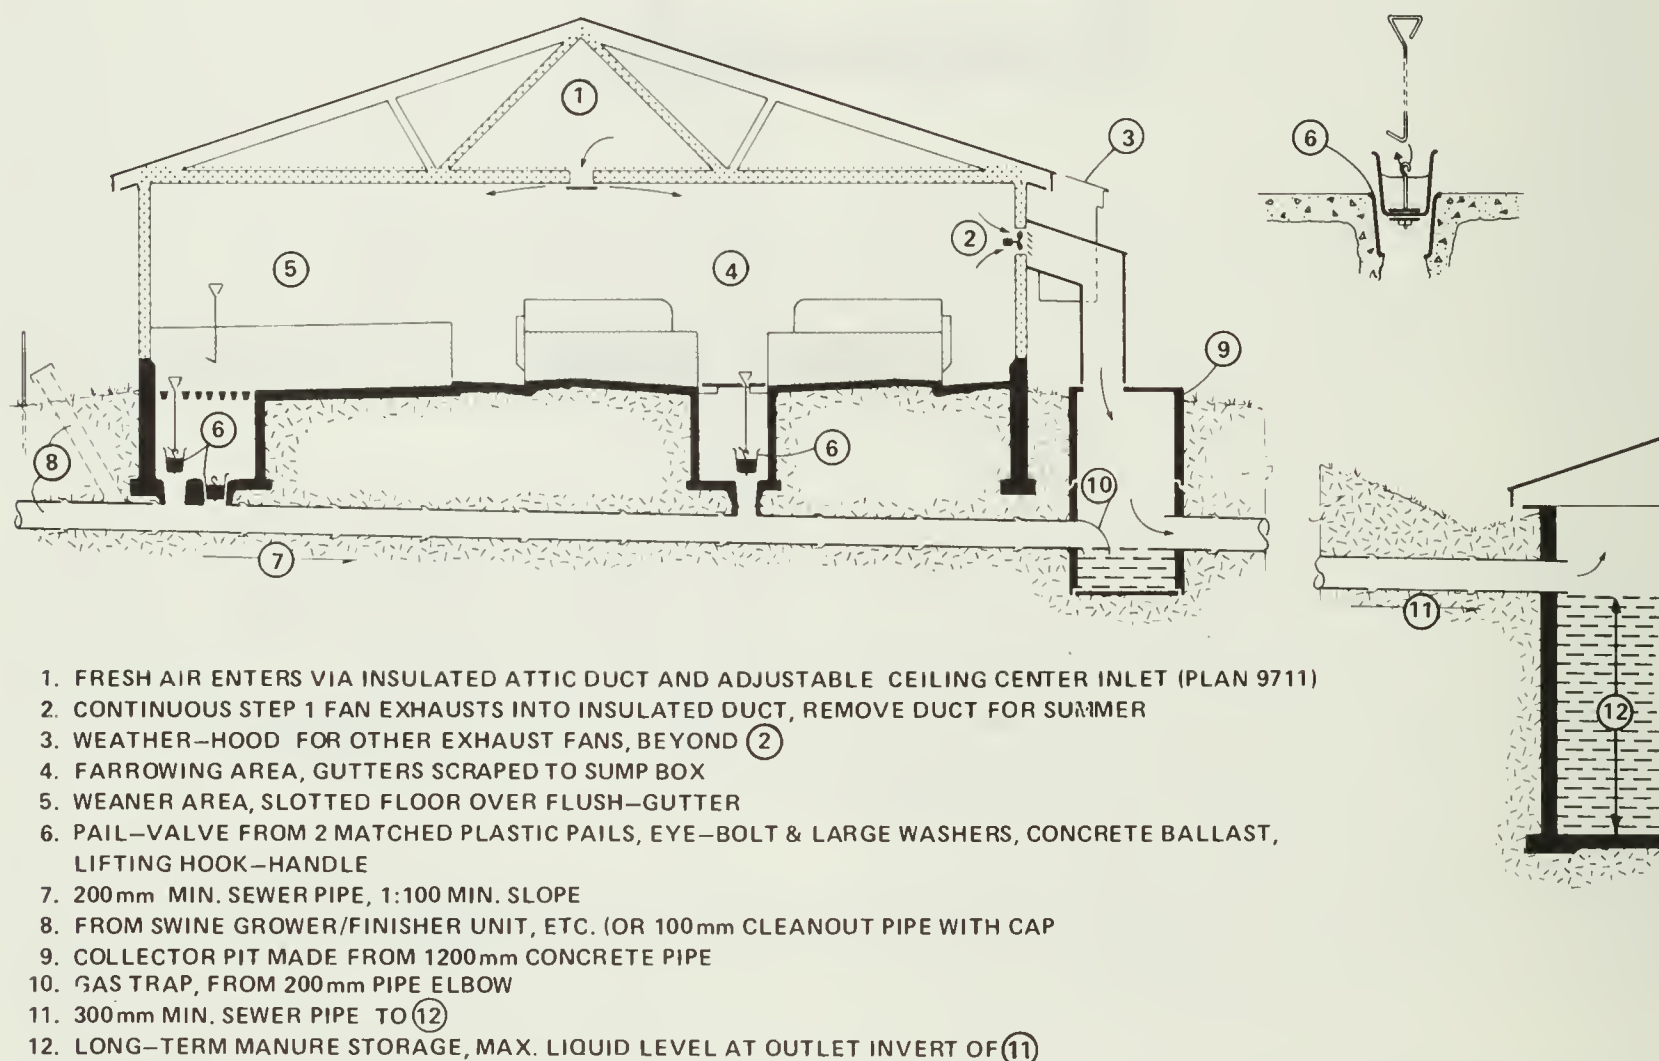 1
2
3
4
5
6
6
6
7
8
9
10
11
12
1. FRESH AIR ENTERS VIA INSULATED ATTIC DUCT AND ADJUSTABLE CEILING CENTER INLET (PLAN 9711)
2. CONTINUOUS STEP 1 FAN EXHAUSTS INTO INSULATED DUCT, REMOVE DUCT FOR SUMMER
3. WEATHER–HOOD FOR OTHER EXHAUST FANS, BEYOND 2
4. FARROWING AREA, GUTTERS SCRAPED TO SUMP BOX
5. WEANER AREA, SLOTTED FLOOR OVER FLUSH–GUTTER
6. PAIL–VALVE FROM 2 MATCHED PLASTIC PAILS, EYE–BOLT & LARGE WASHERS, CONCRETE BALLAST,
LIFTING HOOK–HANDLE
7. 200mm MIN. SEWER PIPE, 1:100 MIN. SLOPE
8. FROM SWINE GROWER/FINISHER UNIT, ETC. (OR 100mm CLEANOUT PIPE WITH CAP
9. COLLECTOR PIT MADE FROM 1200mm CONCRETE PIPE
10. GAS TRAP, FROM 200mm PIPE ELBOW
11. 300mm MIN. SEWER PIPE TO 12
12. LONG–TERM MANURE STORAGE, MAX. LIQUID LEVEL AT OUTLET INVERT OF 11